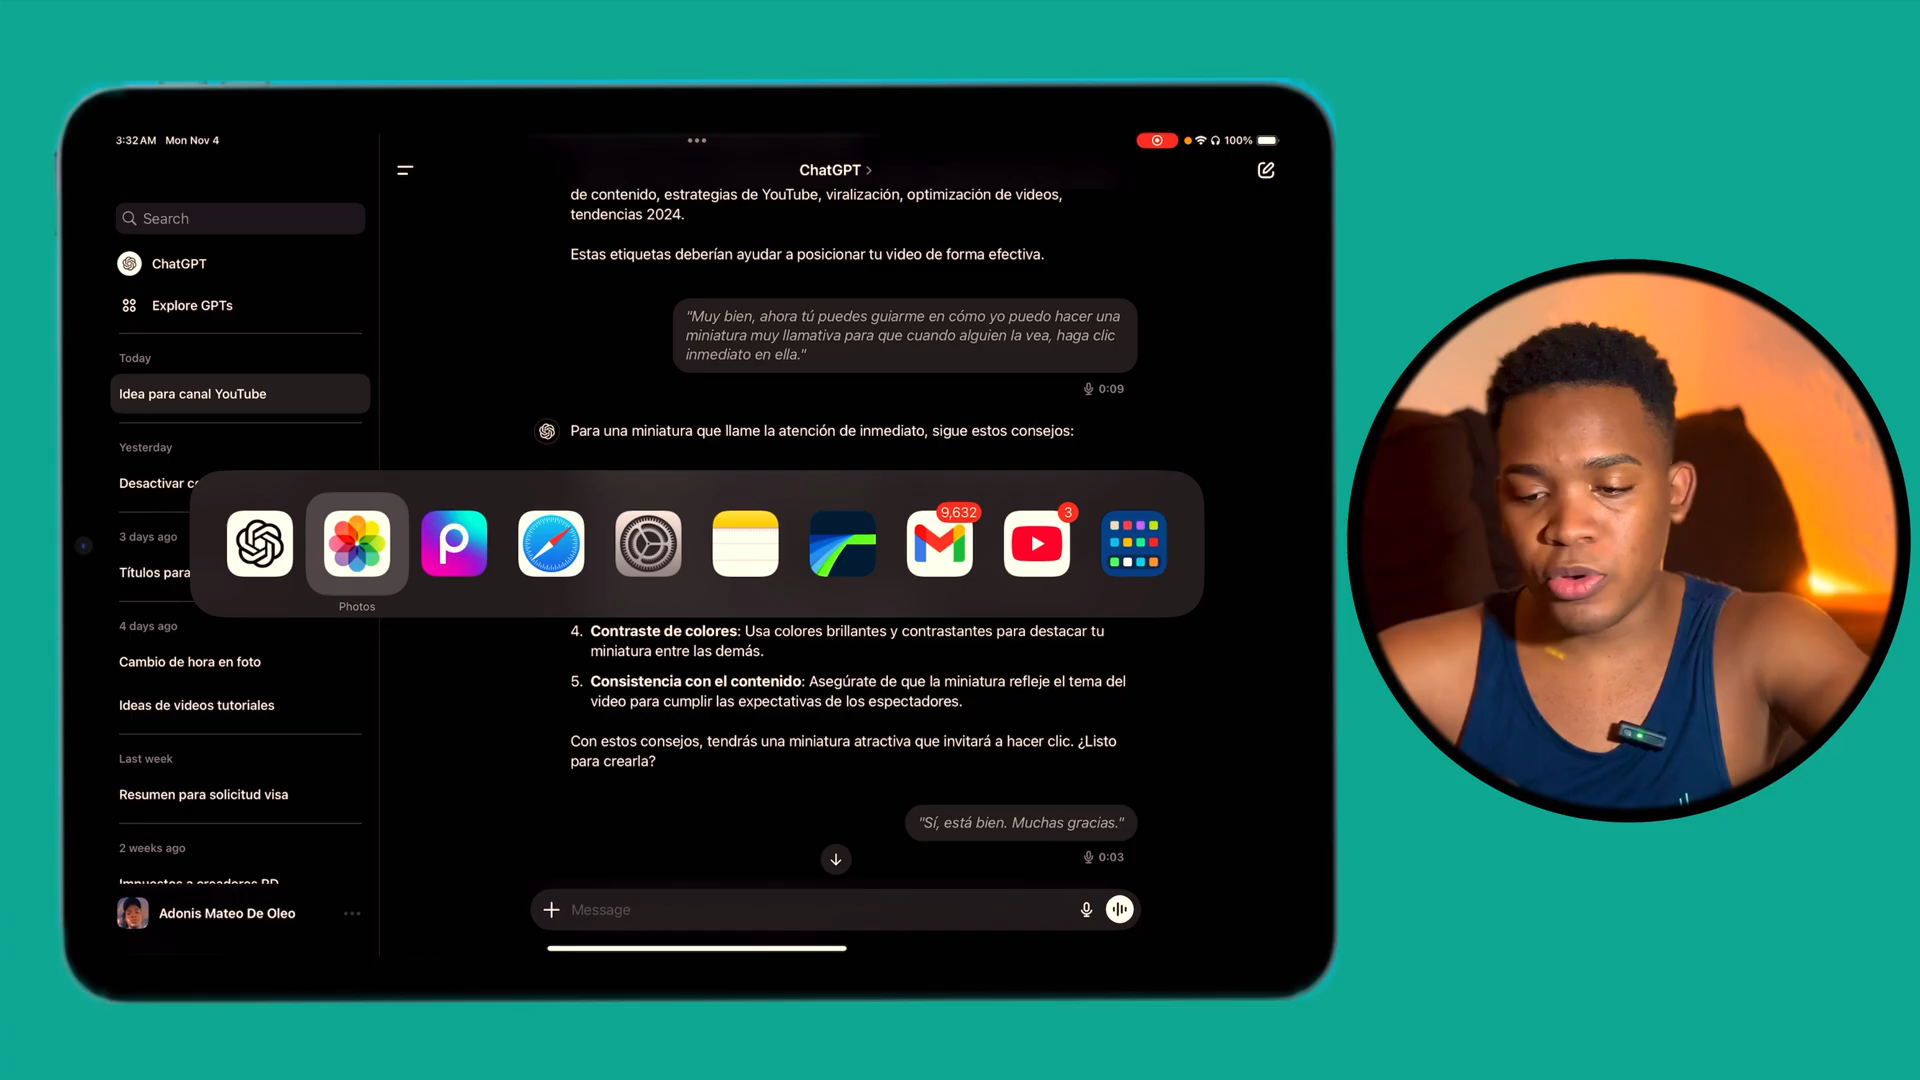 3:32 AM Mon Nov 4
100%
Search
ChatGPT
Explore GPTs
Today
Idea para canal YouTube
Yesterday
Desactivar c
3 days ago
Títulos para
4 days ago
Cambio de hora en foto
Ideas de videos tutoriales
Last week
Resumen para solicitud visa
2 weeks ago
Impuestos a creadores RD
Adonis Mateo De Oleo
ChatGPT
de contenido, estrategias de YouTube, viralización, optimización de videos,
tendencias 2024.
Estas etiquetas deberían ayudar a posicionar tu video de forma efectiva.
"Muy bien, ahora tú puedes guiarme en cómo yo puedo hacer una
miniatura muy llamativa para que cuando alguien la vea, haga clic
inmediato en ella."
0:09
Para una miniatura que llame la atención de inmediato, sigue estos consejos:
9,632
3
Photos
4. Contraste de colores: Usa colores brillantes y contrastantes para destacar tu
miniatura entre las demás.
5. Consistencia con el contenido: Asegúrate de que la miniatura refleje el tema del
video para cumplir las expectativas de los espectadores.
Con estos consejos, tendrás una miniatura atractiva que invitará a hacer clic. ¿Listo
para crearla?
"Sí, está bien. Muchas gracias."
0:03
Message